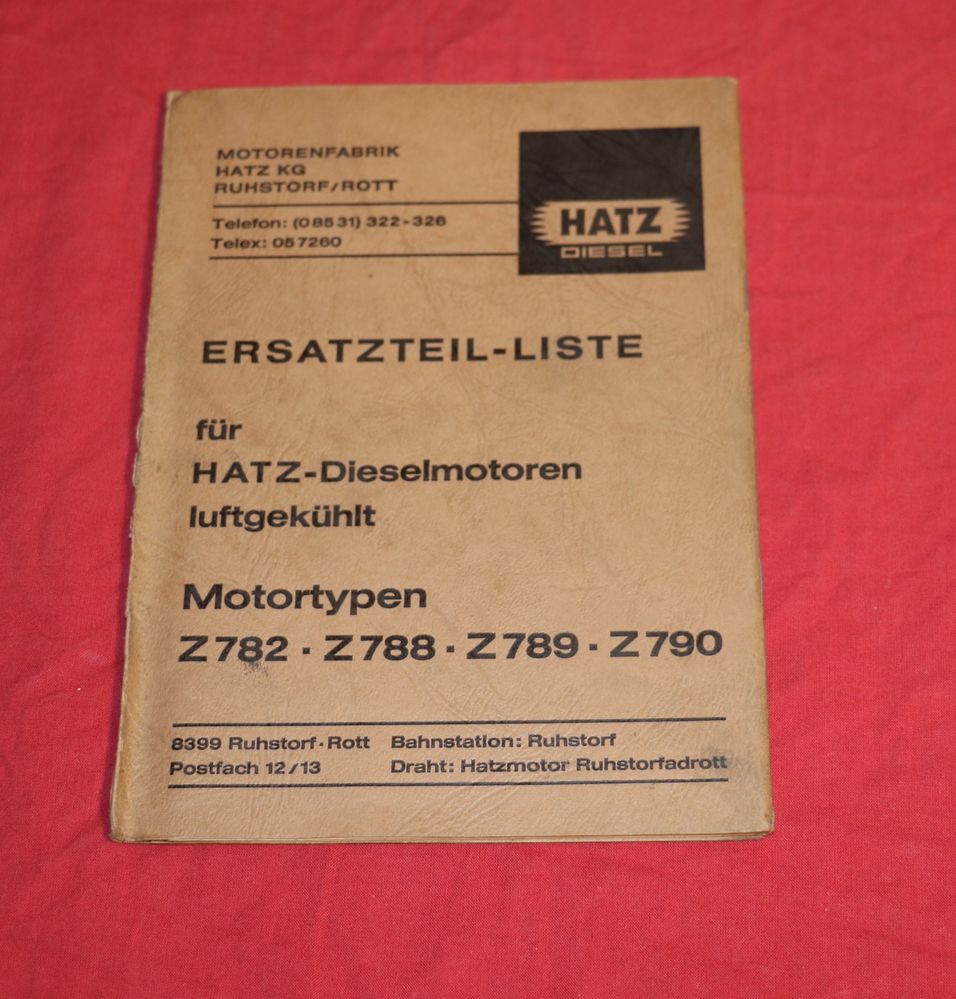 MOTORENFABRIK
HATZ KG
RUHSTORF/ROTT
Telefon: (08531) 322-326
Telex: 057260
HATZ
DIESEL
ERSATZTEIL-LISTE
für
HATZ-Dieselmotoren
luftgekühlt
Motortypen
Z782 · Z788 · Z789 · Z790
8399 Ruhstorf · Rott Bahnstation: Ruhstorf
Postfach 12/13 Draht: Hatzmotor Ruhstorfadrott